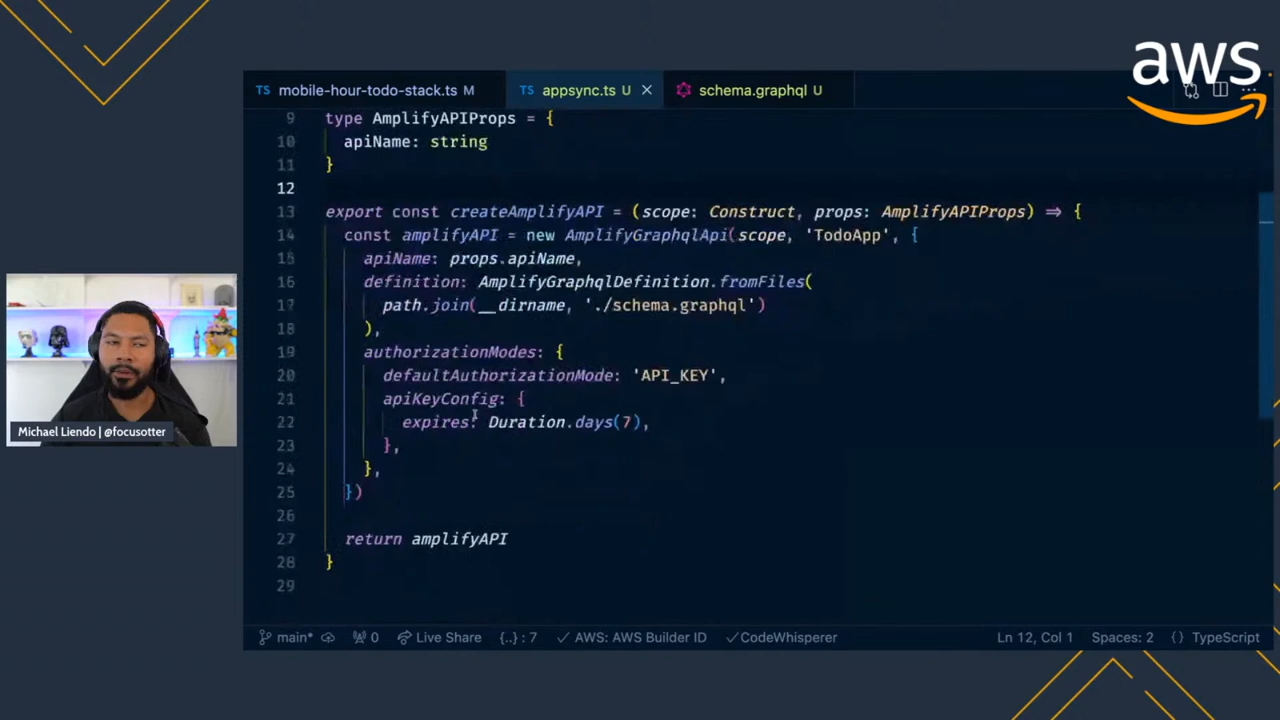 aws
mobile-hour-todo-stack.ts M
TS appsync.ts U
schema.graphql U
TS
9 type AmplifyAPIProps = {
10 apiName: string
11 }
12
13 export const createAmplifyAPI = (scope: Construct, props: AmplifyAPIProps) => {
14 const amplifyAPI = new AmplifyGraphqlApi(scope, 'TodoApp', {
15 apiName: props.apiName,
16 definition: AmplifyGraphqlDefinition.fromFiles(
17 path.join(__dirname, './schema.graphql')
18 ),
19 authorizationModes: {
20 defaultAuthorizationMode: 'API_KEY',
21 apiKeyConfig: {
22 expires: Duration.days(7),
23 },
24 },
25 })
26
27 return amplifyAPI
28 }
29
Michael Liendo | @focusotter
main* 0 Live Share {..} : 7 AWS: AWS Builder ID CodeWhisperer Ln 12, Col 1 Spaces: 2 {} TypeScript